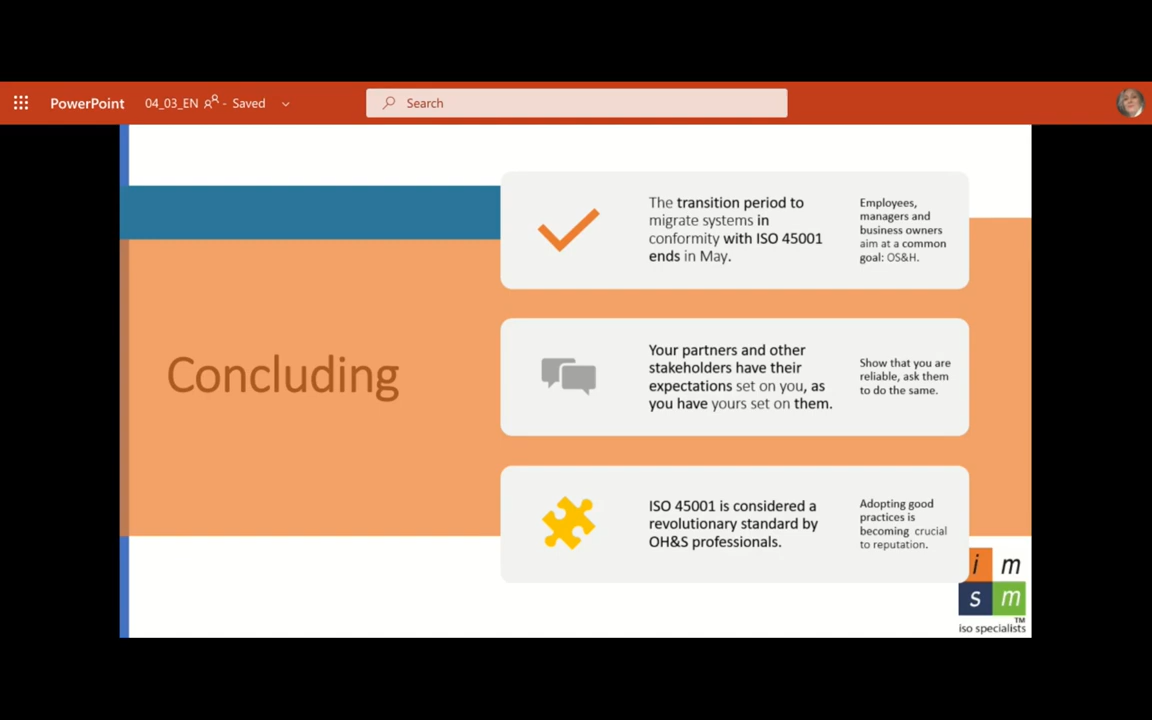 PowerPoint 04_03_EN - Saved Search
Concluding
The transition period to
migrate systems in
conformity with ISO 45001
ends in May.
Employees,
managers and
business owners
aim at a common
goal: OS&H.
Your partners and other
stakeholders have their
expectations set on you, as
you have yours set on them.
Show that you are
reliable, ask them
to do the same.
ISO 45001 is considered a
revolutionary standard by
OH&S professionals.
Adopting good
practices is
becoming crucial
to reputation.
i m
s m
TM
iso specialists